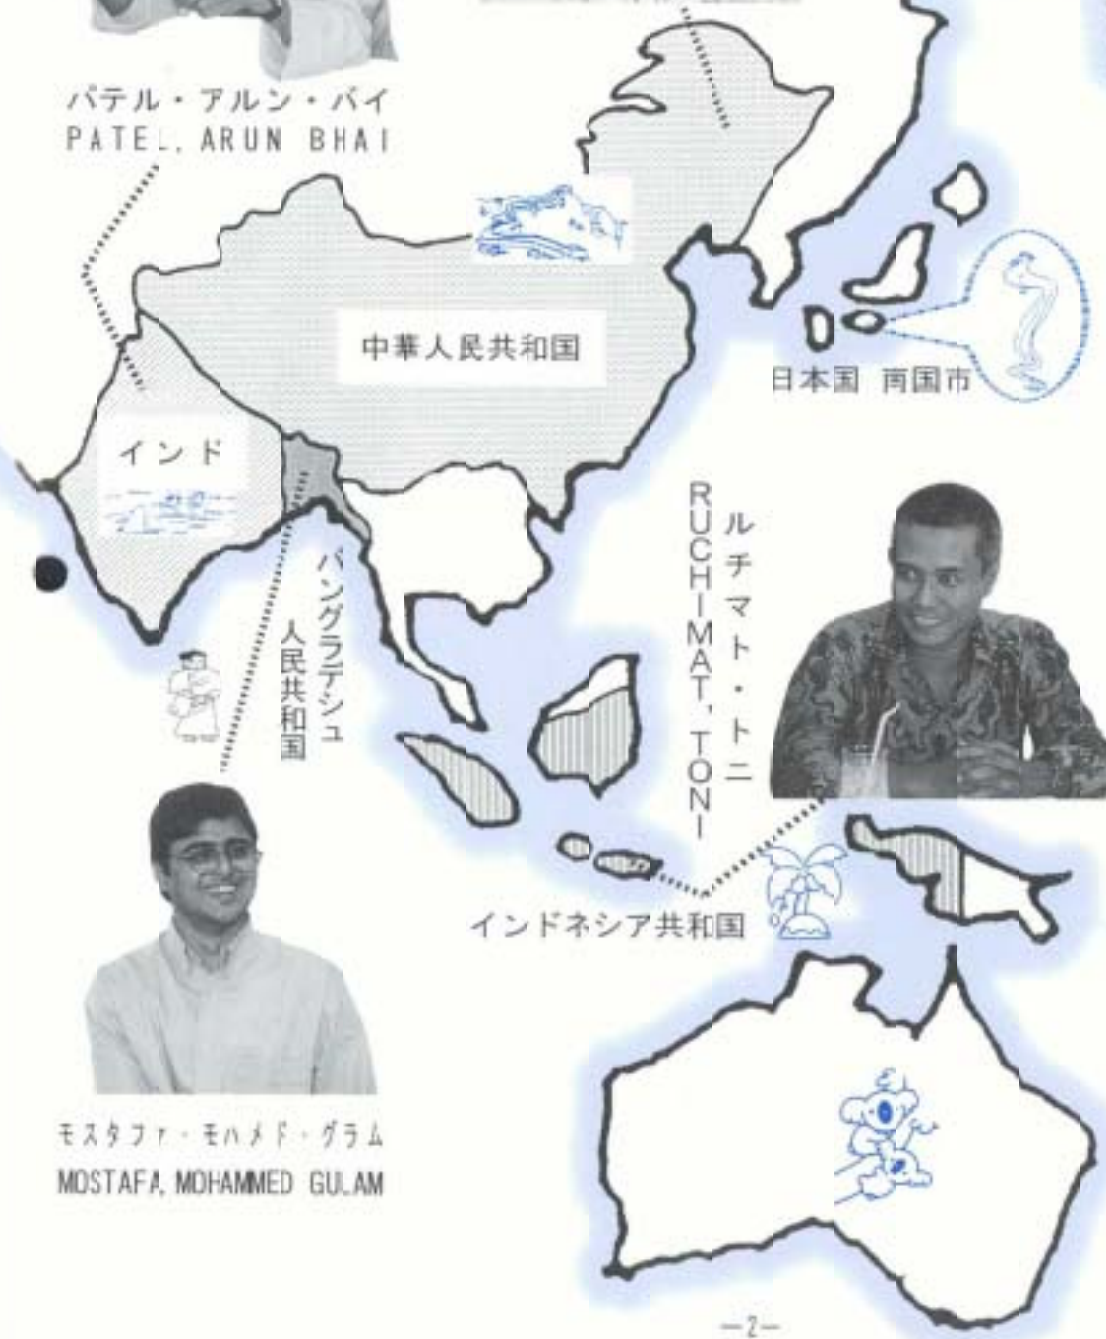 パテル・アルン・バイ
PATEL, ARUN BHAI
中華人民共和国
日本国 南国市
インド
バングラデシュ
人民共和国
ルチマト・トニ
RUCHIMAT, TONI
インドネシア共和国
モスタファ・モハメド・グラム
MOSTAFA, MOHAMMED GULAM
—2—